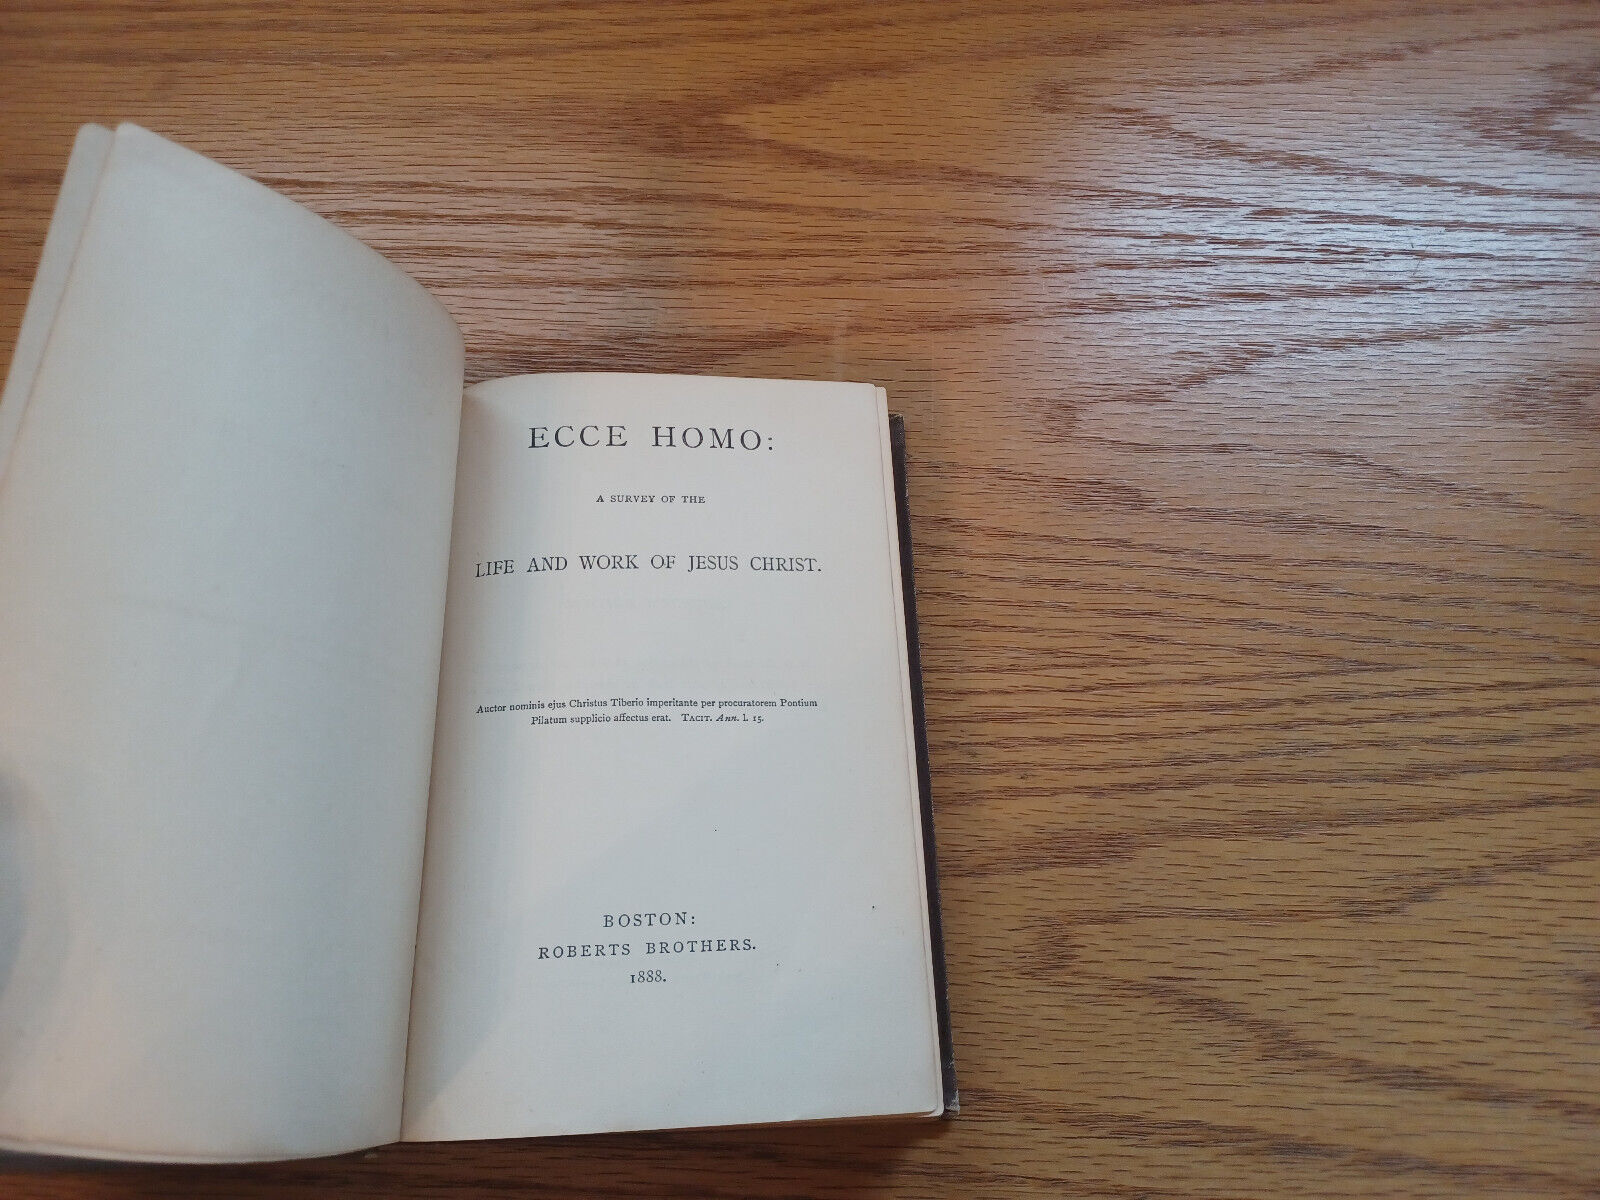 ECCE HOMO:
A SURVEY OF THE
LIFE AND WORK OF JESUS CHRIST.
Auctor nominis ejus Christus Tiberio imperitante per procuratorem Pontium
Pilatum supplicio affectus erat. TACIT. Ann. l. 15.
BOSTON:
ROBERTS BROTHERS.
1888.